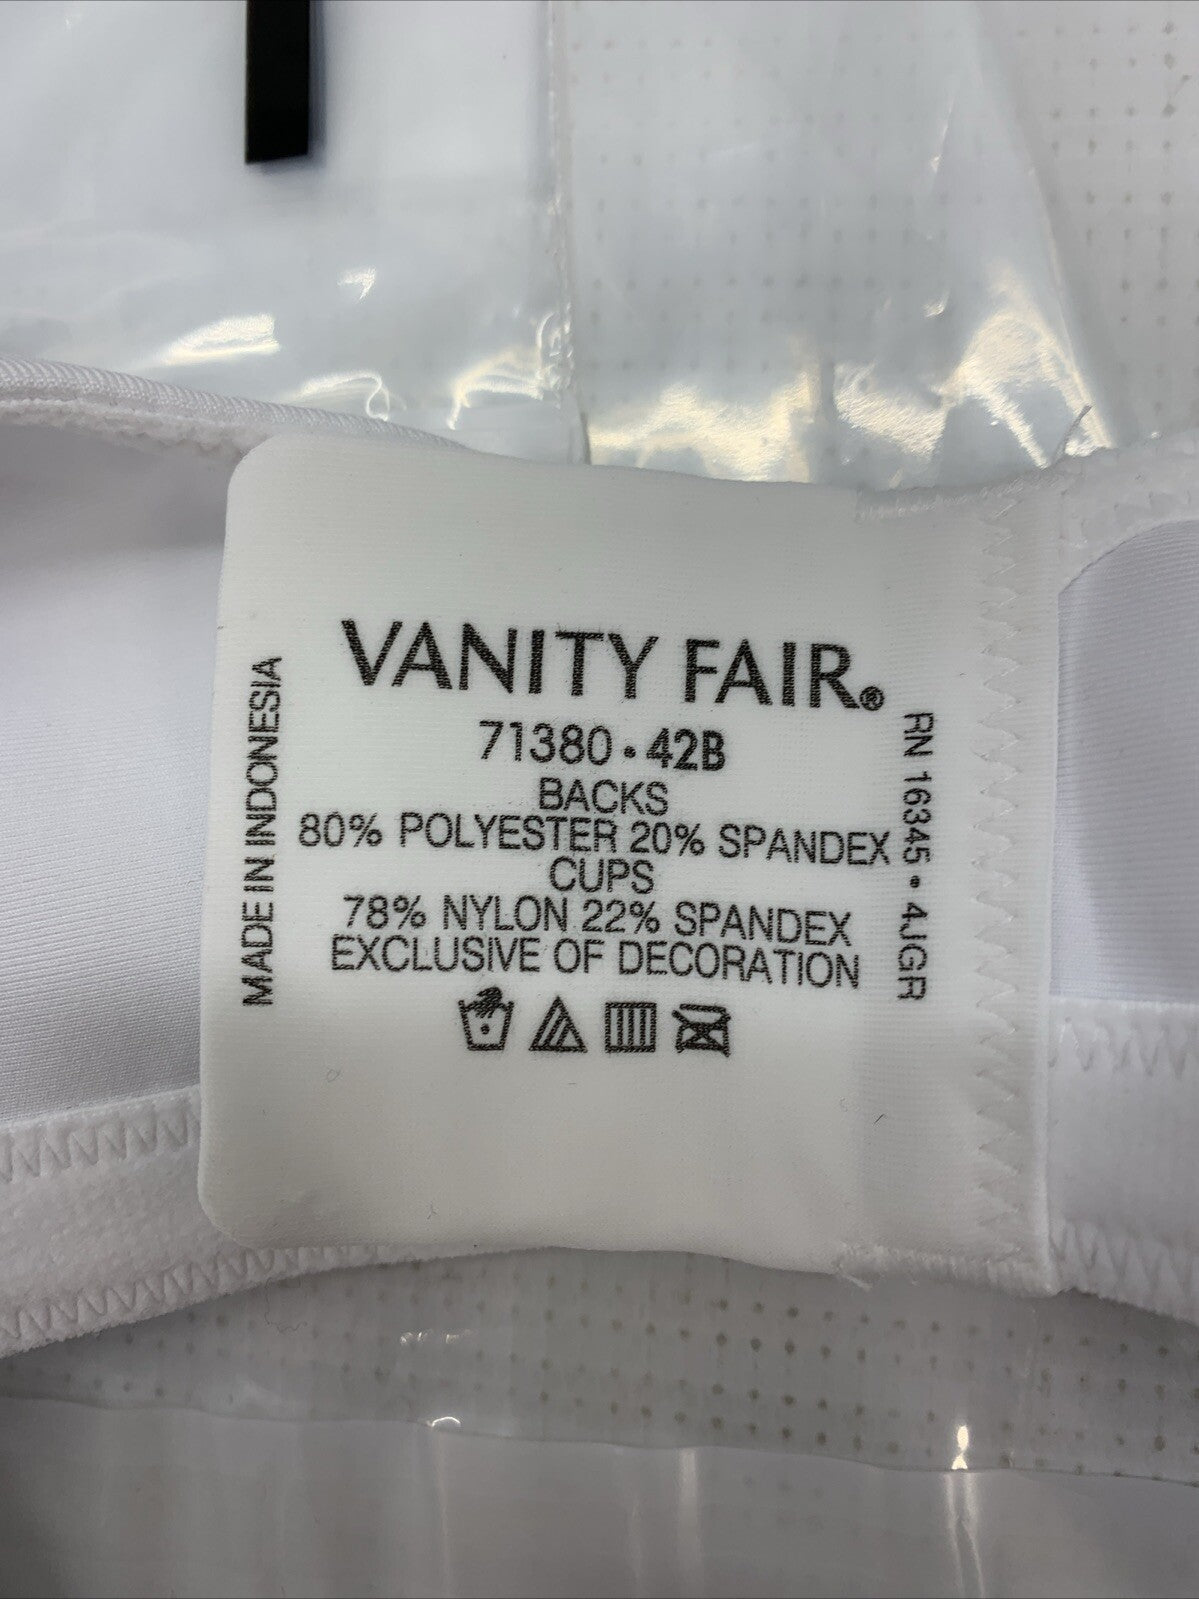 VANITY FAIR®
71380 • 42B
BACKS
80% POLYESTER 20% SPANDEX
CUPS
78% NYLON 22% SPANDEX
EXCLUSIVE OF DECORATION
MADE IN INDONESIA
RN 16345 • 4JGR